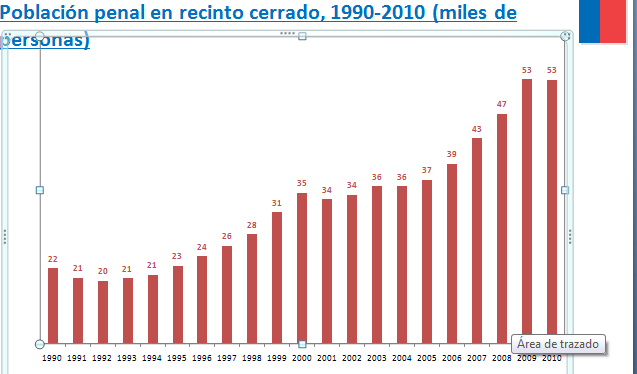 Población penal en recinto cerrado, 1990-2010 (miles de
personas)
22 21 20 21 21 23 24 26 28 31 35 34 34 36 36 37 39 43 47 53 53
1990 1991 1992 1993 1994 1995 1996 1997 1998 1999 2000 2001 2002 2003 2004 2005 2006 2007 2008 2009 2010
Área de trazado